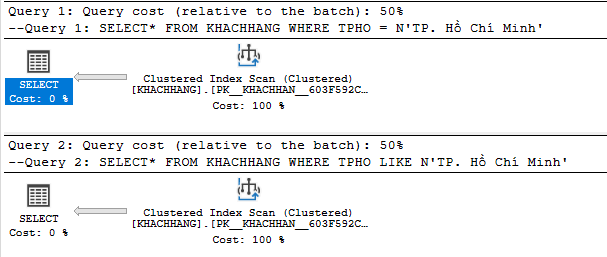 Query 1: Query cost (relative to the batch): 50%
--Query 1: SELECT* FROM KHACHHANG WHERE TPHO = N'TP. Hồ Chí Minh'
SELECT
Cost: 0 %
Clustered Index Scan (Clustered)
[KHACHHANG].[PK__KHACHHAN__603F592C…
Cost: 100 %
Query 2: Query cost (relative to the batch): 50%
--Query 2: SELECT* FROM KHACHHANG WHERE TPHO LIKE N'TP. Hồ Chí Minh'
SELECT
Cost: 0 %
Clustered Index Scan (Clustered)
[KHACHHANG].[PK__KHACHHAN__603F592C…
Cost: 100 %